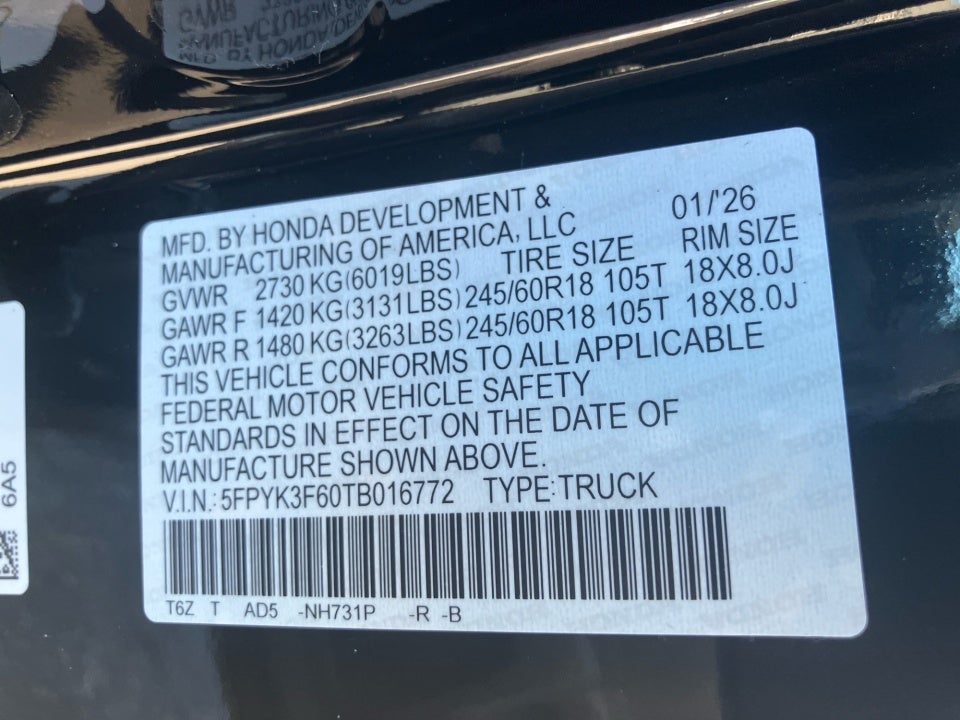 MFD. BY HONDA DEVELOPMENT &
MANUFACTURING OF AMERICA, LLC 01/'26
GVWR 2730 KG(6019LBS) TIRE SIZE RIM SIZE
GAWR F 1420 KG(3131LBS) 245/60R18 105T 18X8.0J
GAWR R 1480 KG(3263LBS) 245/60R18 105T 18X8.0J
THIS VEHICLE CONFORMS TO ALL APPLICABLE
FEDERAL MOTOR VEHICLE SAFETY
STANDARDS IN EFFECT ON THE DATE OF
MANUFACTURE SHOWN ABOVE.
V.I.N.: 5FPYK3F60TB016772 TYPE: TRUCK
T6Z T AD5 -NH731P -R -B
6A5